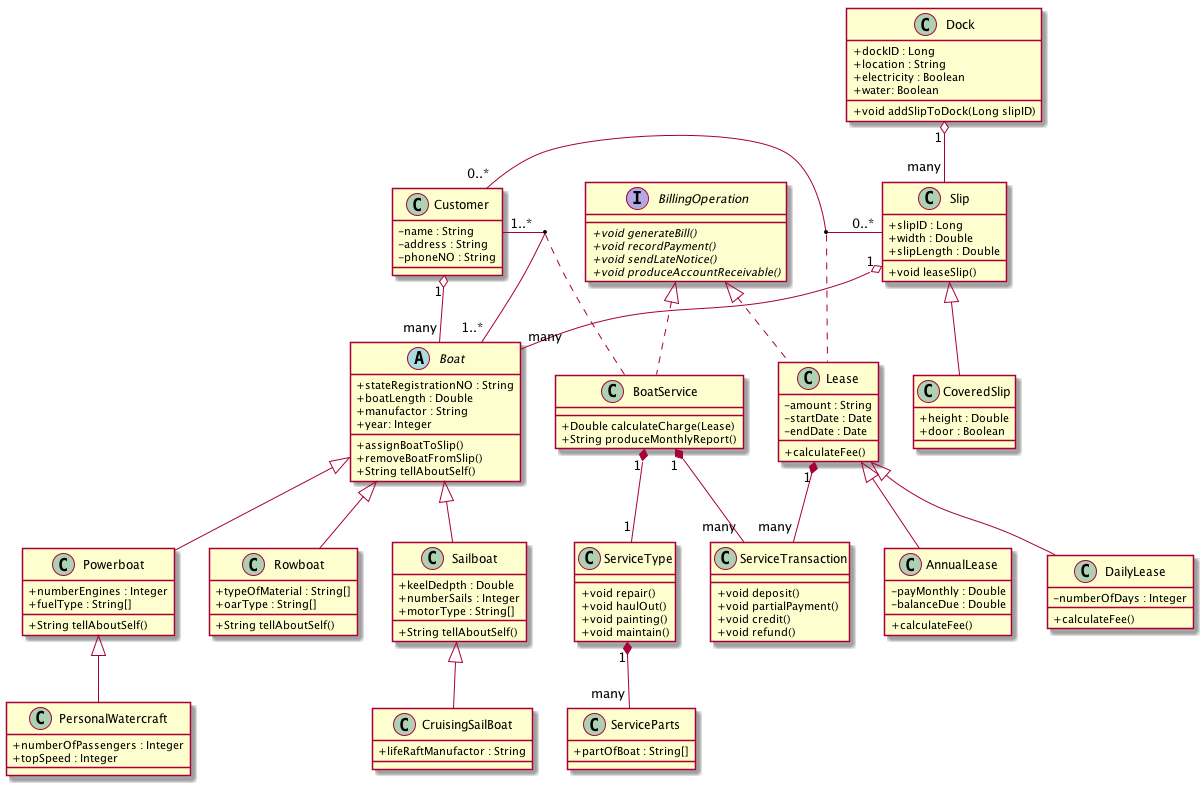 C Dock
+dockID : Long
+location : String
+electricity : Boolean
+water: Boolean
+void addSlipToDock(Long slipID)
1
many
0..*
C Customer
-name : String
-address : String
-phoneNO : String
1..*
I BillingOperation
+void generateBill()
+void recordPayment()
+void sendLateNotice()
+void produceAccountReceivable()
0..*
C Slip
+slipID : Long
+width : Double
+slipLength : Double
+void leaseSlip()
1
1
many
1..*
many
A Boat
+stateRegistrationNO : String
+boatLength : Double
+manufactor : String
+year: Integer
+assignBoatToSlip()
+removeBoatFromSlip()
+String tellAboutSelf()
C BoatService
+Double calculateCharge(Lease)
+String produceMonthlyReport()
C Lease
-amount : String
-startDate : Date
-endDate : Date
+calculateFee()
C CoveredSlip
+height : Double
+door : Boolean
1
1
1
1
many
many
C Powerboat
+numberEngines : Integer
+fuelType : String[]
+String tellAboutSelf()
C Rowboat
+typeOfMaterial : String[]
+oarType : String[]
+String tellAboutSelf()
C Sailboat
+keelDedpth : Double
+numberSails : Integer
+motorType : String[]
+String tellAboutSelf()
C ServiceType
+void repair()
+void haulOut()
+void painting()
+void maintain()
C ServiceTransaction
+void deposit()
+void partialPayment()
+void credit()
+void refund()
C AnnualLease
-payMonthly : Double
-balanceDue : Double
+calculateFee()
C DailyLease
-numberOfDays : Integer
+calculateFee()
1
many
C PersonalWatercraft
+numberOfPassengers : Integer
+topSpeed : Integer
C CruisingSailBoat
+lifeRaftManufactor : String
C ServiceParts
+partOfBoat : String[]